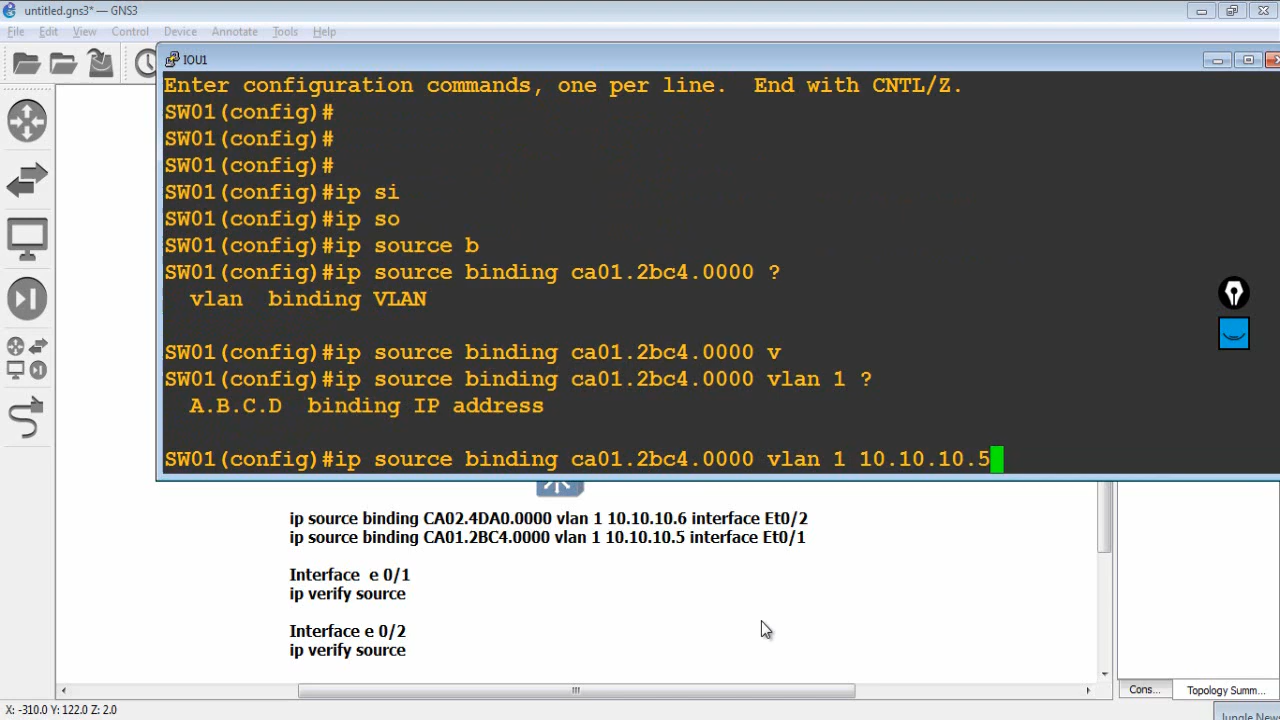 untitled.gns3* — GNS3
File Edit View Control Device Annotate Tools Help
IOU1
Enter configuration commands, one per line.  End with CNTL/Z.
SW01(config)#
SW01(config)#
SW01(config)#
SW01(config)#ip si
SW01(config)#ip so
SW01(config)#ip source b
SW01(config)#ip source binding ca01.2bc4.0000 ?
  vlan  binding VLAN
SW01(config)#ip source binding ca01.2bc4.0000 v
SW01(config)#ip source binding ca01.2bc4.0000 vlan 1 ?
  A.B.C.D  binding IP address
SW01(config)#ip source binding ca01.2bc4.0000 vlan 1 10.10.10.5
ip source binding CA02.4DA0.0000 vlan 1 10.10.10.6 interface Et0/2
ip source binding CA01.2BC4.0000 vlan 1 10.10.10.5 interface Et0/1
Interface  e 0/1
ip verify source
Interface e 0/2
ip verify source
Cons... Topology Summ...
X: -310.0 Y: 122.0 Z: 2.0
Jungle News